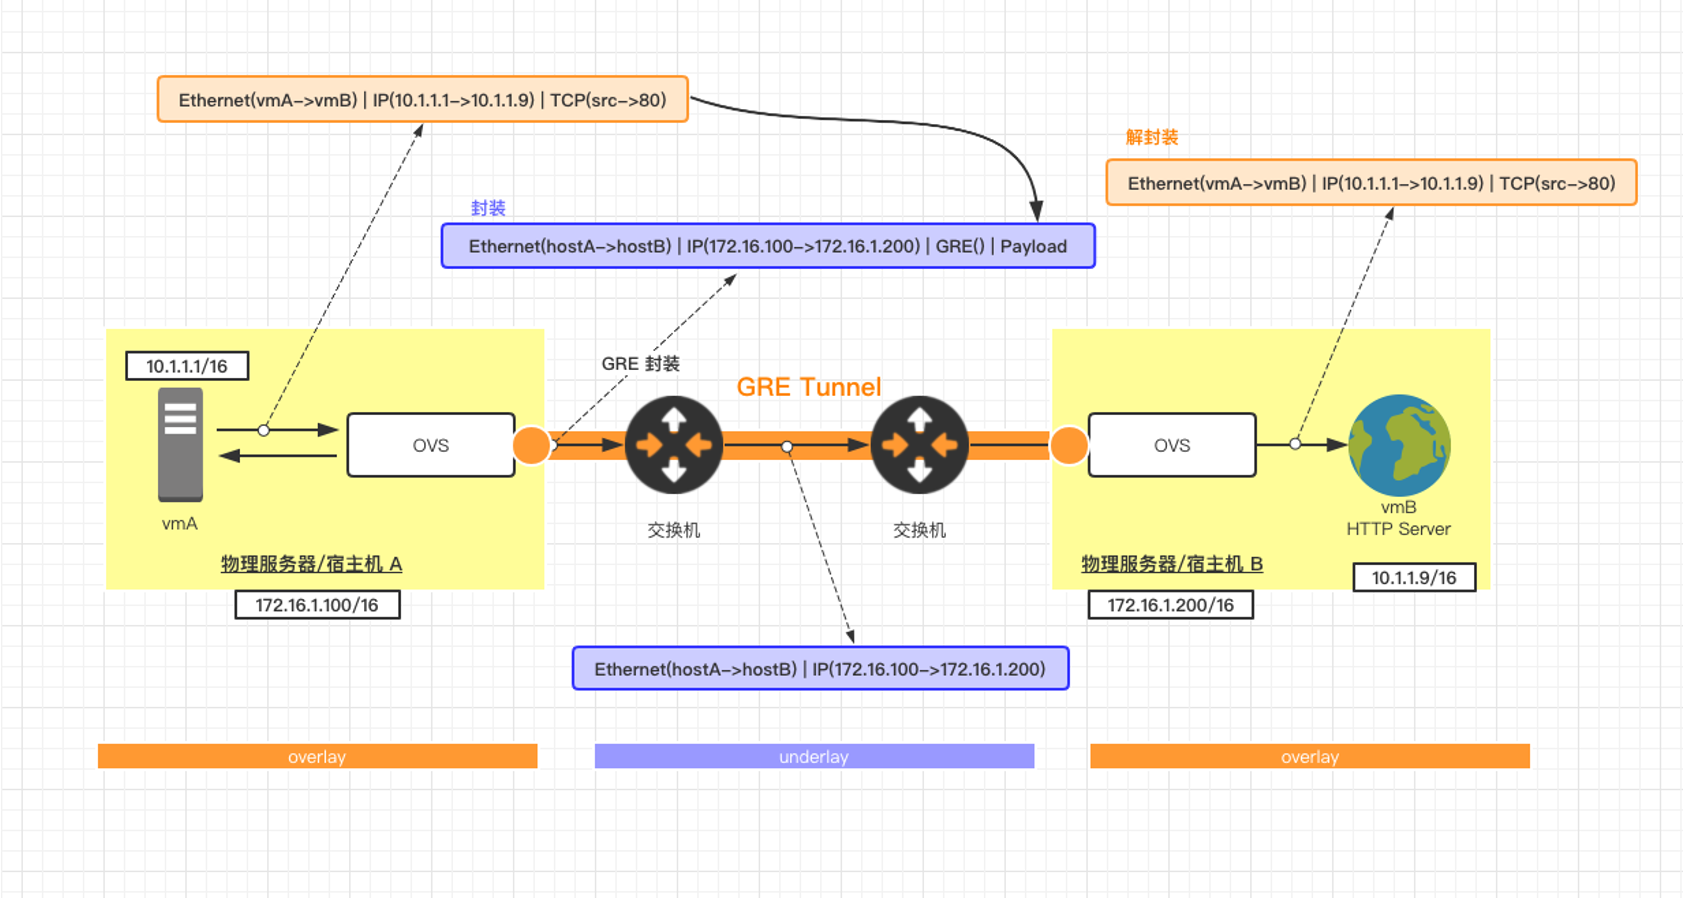 Ethernet(vmA->vmB) | IP(10.1.1.1->10.1.1.9) | TCP(src->80)
解封装
Ethernet(vmA->vmB) | IP(10.1.1.1->10.1.1.9) | TCP(src->80)
封装
Ethernet(hostA->hostB) | IP(172.16.100->172.16.1.200) | GRE() | Payload
10.1.1.1/16
GRE 封装
GRE Tunnel
OVS
OVS
vmA
交换机
交换机
vmB
HTTP Server
物理服务器/宿主机 A
物理服务器/宿主机 B
10.1.1.9/16
172.16.1.100/16
172.16.1.200/16
Ethernet(hostA->hostB) | IP(172.16.100->172.16.1.200)
overlay
underlay
overlay